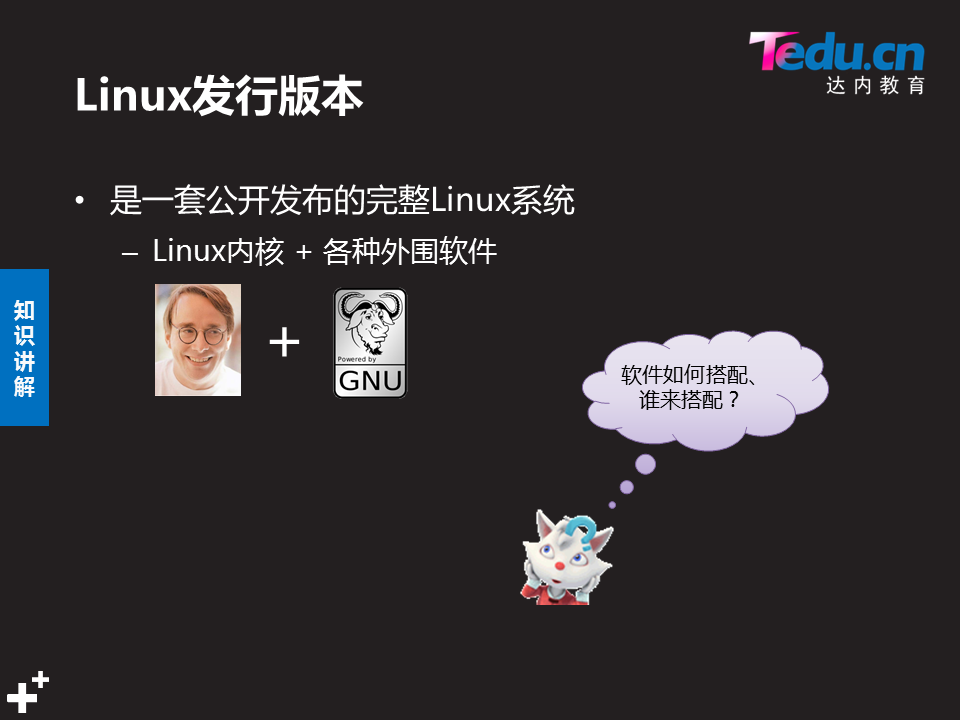 Tedu.cn
达内教育
Linux发行版本
• 是一套公开发布的完整Linux系统
– Linux内核 + 各种外围软件
知识讲解
+
Powered by
GNU
软件如何搭配、
谁来搭配？